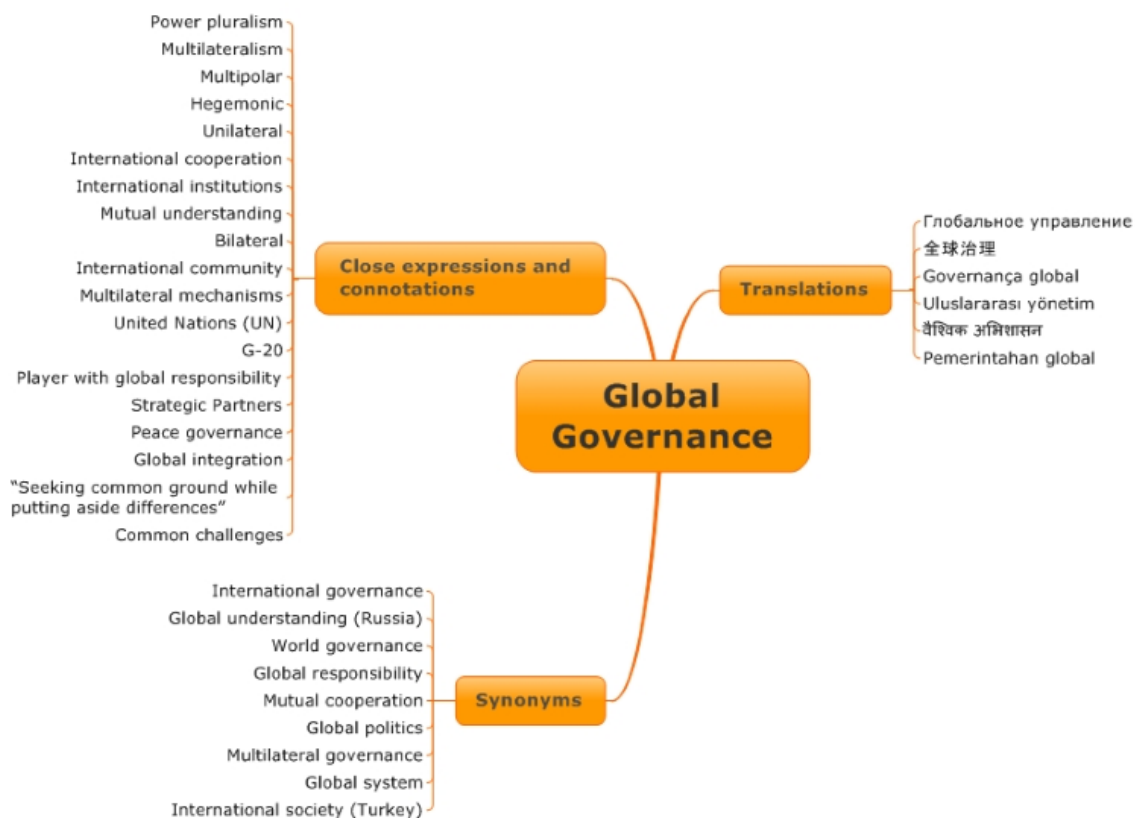 Power pluralism
Multilateralism
Multipolar
Hegemonic
Unilateral
International cooperation
International institutions
Mutual understanding
Bilateral
International community
Multilateral mechanisms
United Nations (UN)
G-20
Player with global responsibility
Strategic Partners
Peace governance
Global integration
“Seeking common ground while
putting aside differences”
Common challenges
Close expressions and
connotations
Translations
Глобальное управление
全球治理
Governança global
Uluslararası yönetim
वैश्विक अभिशासन
Pemerintahan global
Global
Governance
International governance
Global understanding (Russia)
World governance
Global responsibility
Mutual cooperation
Global politics
Multilateral governance
Global system
International society (Turkey)
Synonyms